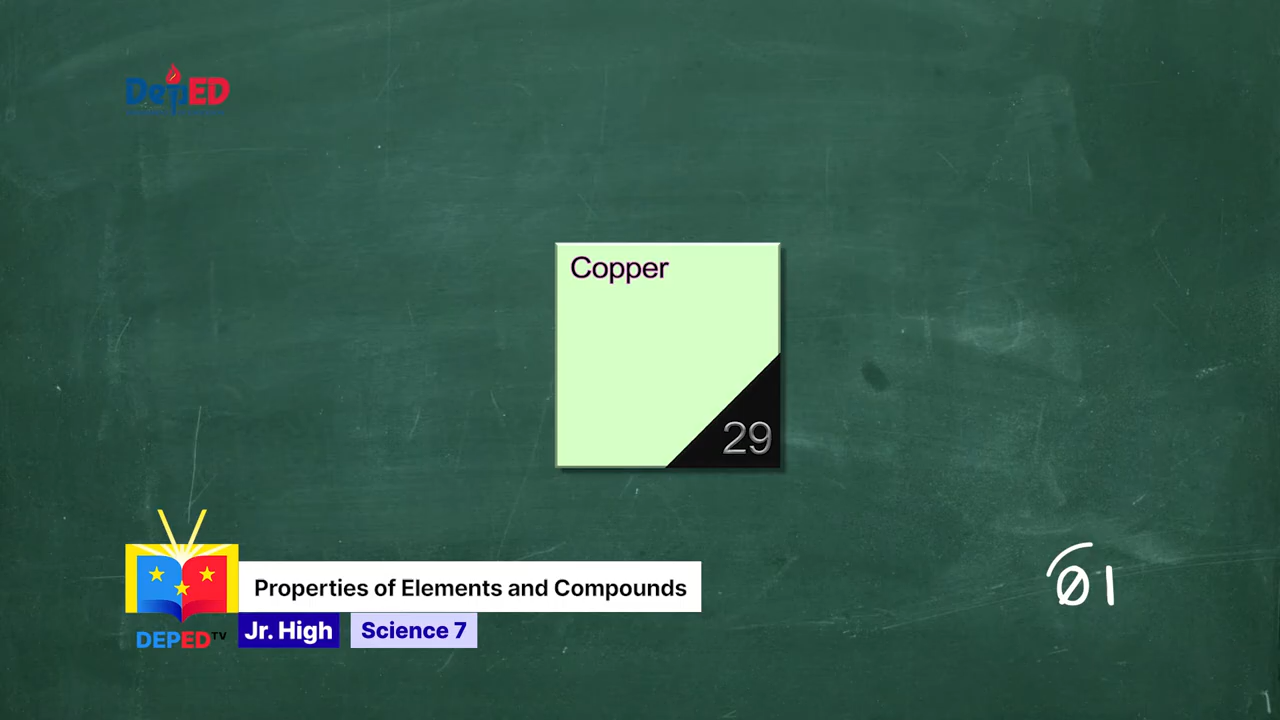 DepED
Copper
29
01
Properties of Elements and Compounds
Jr. High
Science 7
DEPED TV